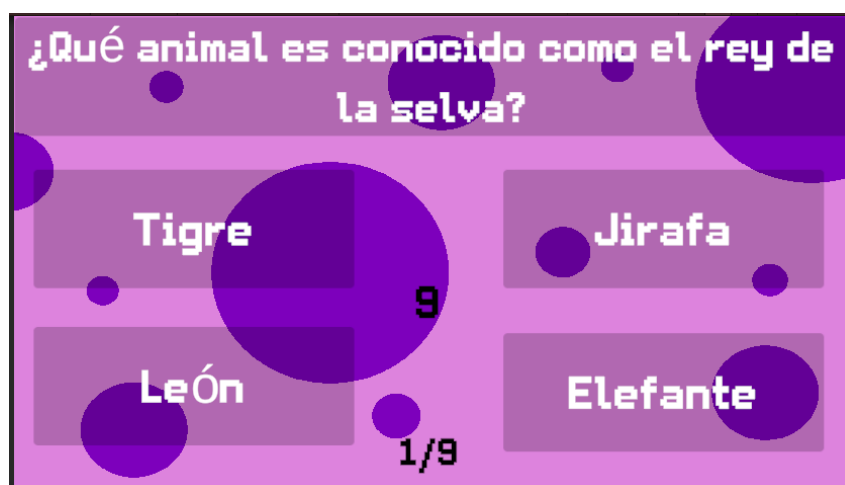 ¿Qué animal es conocido como el rey de
la selva?
Tigre
Jirafa
9
León
Elefante
1/9